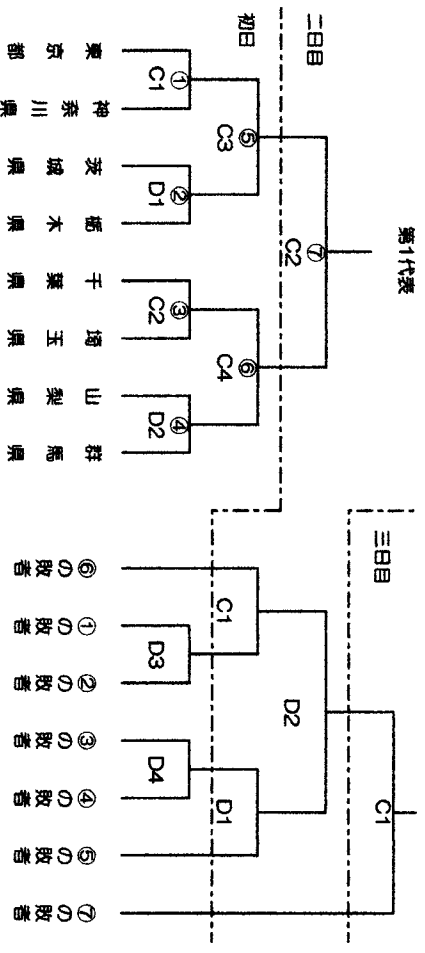 第1代表
二日目
初日
三日目
⑦
C2
⑤
C3
⑥
C4
①
C1
②
D1
③
C2
④
D2
東京都
神奈川県
茨城県
栃木県
千葉県
埼玉県
山梨県
群馬県
C1
D2
C1
D1
D3
D4
⑥の敗者
①の敗者
②の敗者
③の敗者
④の敗者
⑤の敗者
⑦の敗者